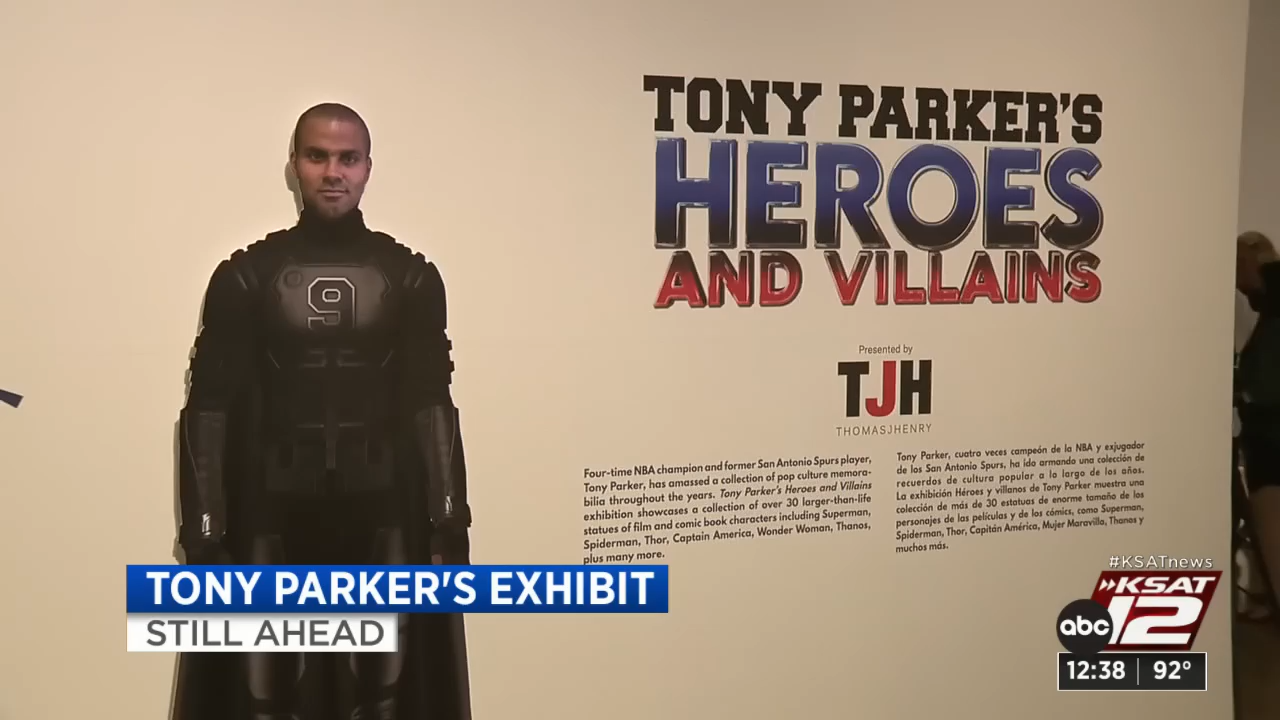 TONY PARKER'S
HEROES
AND VILLAINS
Presented by
TJH
THOMASJHENRY
Four-time NBA champion and former San Antonio Spurs player,
Tony Parker, has amassed a collection of pop culture memora-
bilia throughout the years. Tony Parker's Heroes and Villains
exhibition showcases a collection of over 30 larger-than-life
statues of film and comic book characters including Superman,
Spiderman, Thor, Captain America, Wonder Woman, Thanos,
plus many more.
Tony Parker, cuatro veces campeón de la NBA y exjugador
de los San Antonio Spurs, ha ido armando una colección de
recuerdos de cultura popular a lo largo de los años.
La exhibición Héroes y villanos de Tony Parker muestra una
colección de más de 30 estatuas de enorme tamaño de los
personajes de las películas y de los cómics, como Superman,
Spiderman, Thor, Capitán América, Mujer Maravilla, Thanos y
muchos más.
9
TONY PARKER'S EXHIBIT
STILL AHEAD
#KSATnews
KSAT
abc 12
12:38 92°